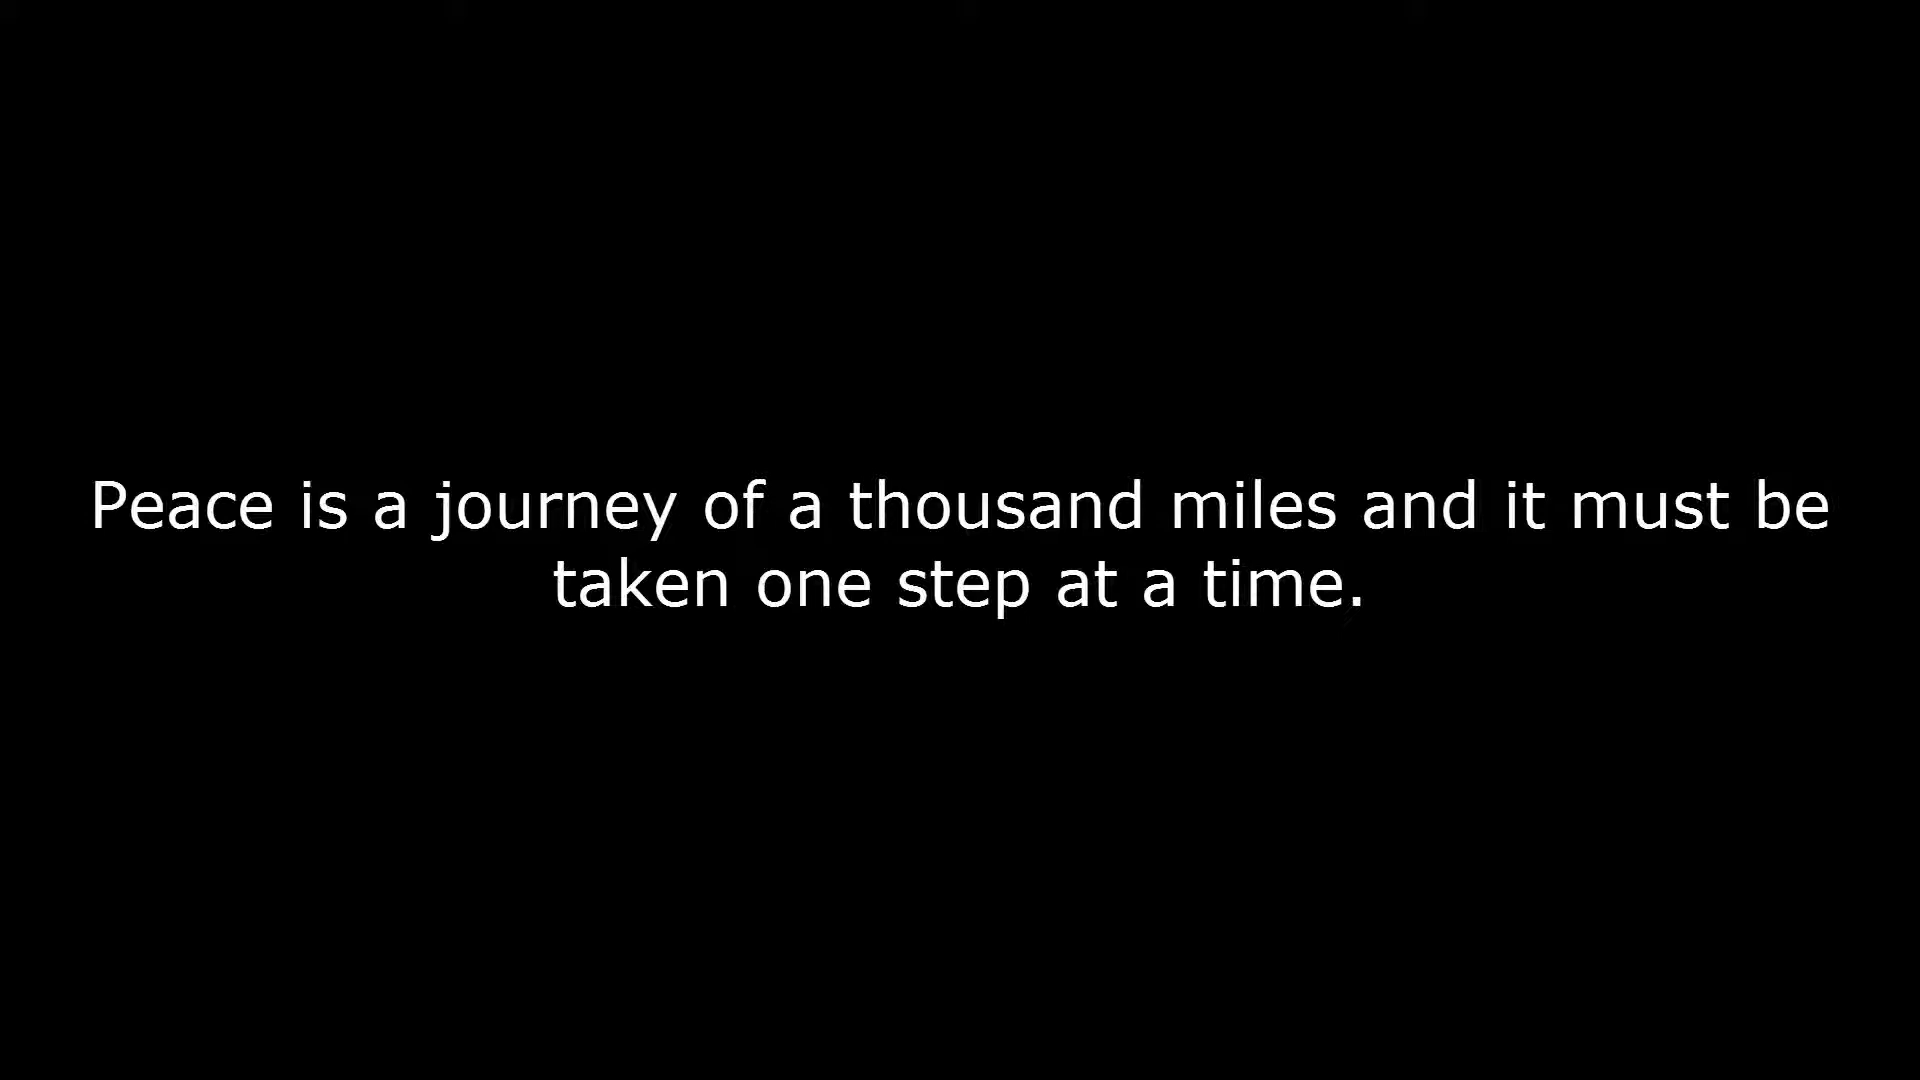 Peace is a journey of a thousand miles and it must be
taken one step at a time.